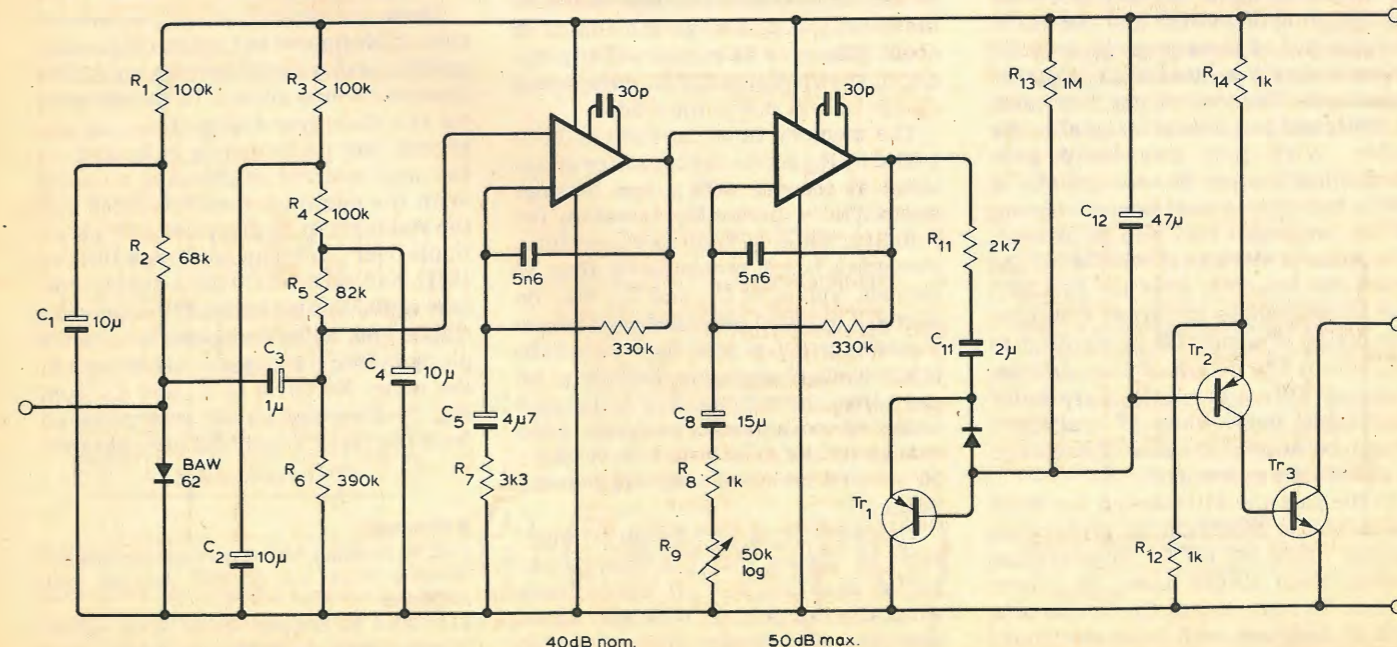 R1 100k
R3 100k
30p
30p
R13 1M
R14 1k
R4 100k
C12 47μ
R2 68k
R11 2k7
R5 82k
5n6
5n6
C1 10μ
330k
330k
C11 2μ
Tr2
C3 1μ
C4 10μ
C5 4μ7
C8 15μ
BAW 62
R6 390k
R7 3k3
R8 1k
Tr1
Tr3
C2 10μ
R9 50k log
R12 1k
40dB nom.
50dB max.